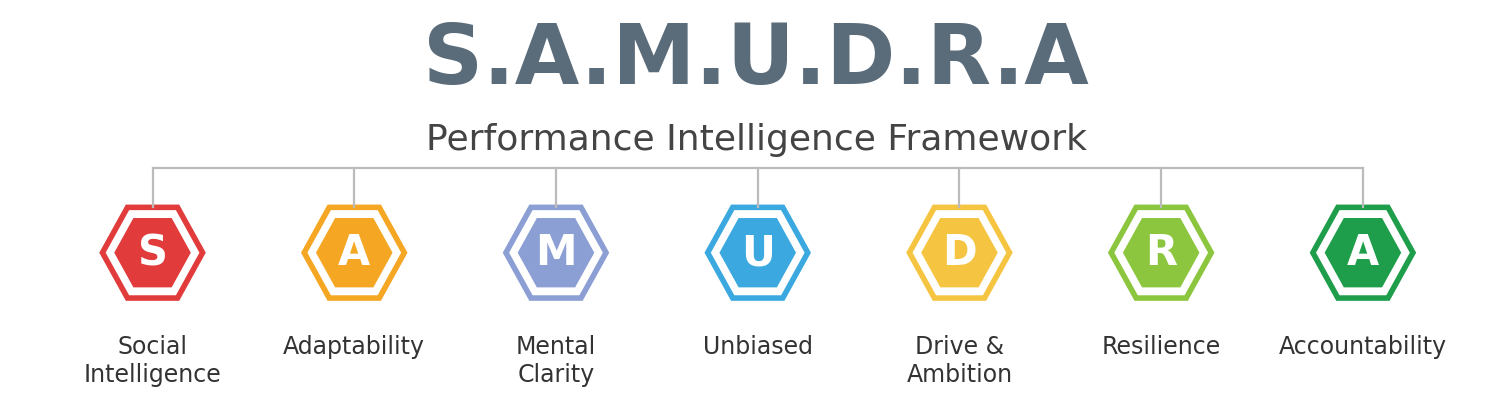 S.A.M.U.D.R.A
Performance Intelligence Framework
S
A
M
U
D
R
A
Social
Intelligence
Adaptability
Mental
Clarity
Unbiased
Drive &
Ambition
Resilience
Accountability